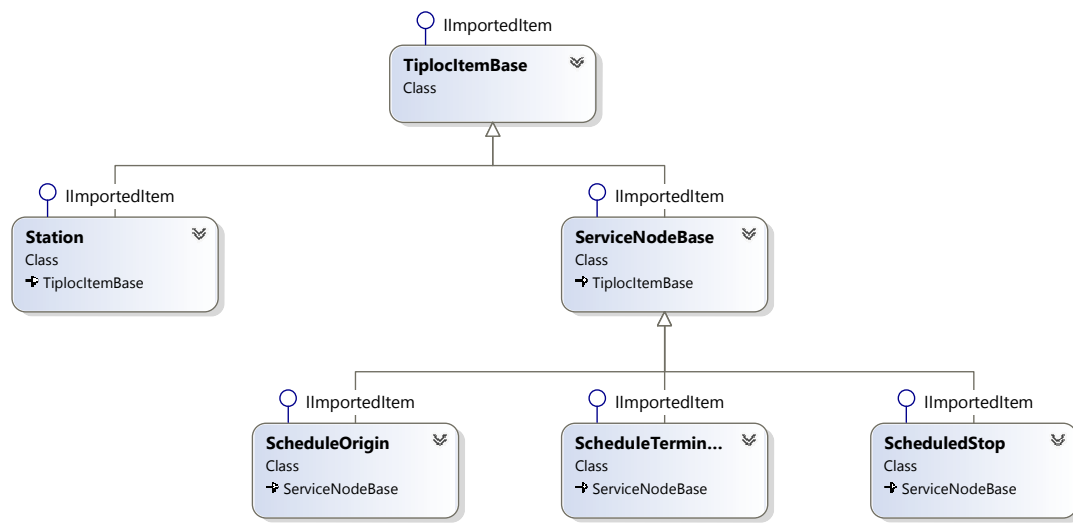 IImportedItem
TiplocItemBase
Class
IImportedItem
Station
Class
TiplocItemBase
IImportedItem
ServiceNodeBase
Class
TiplocItemBase
IImportedItem
ScheduleOrigin
Class
ServiceNodeBase
IImportedItem
ScheduleTermin...
Class
ServiceNodeBase
IImportedItem
ScheduledStop
Class
ServiceNodeBase